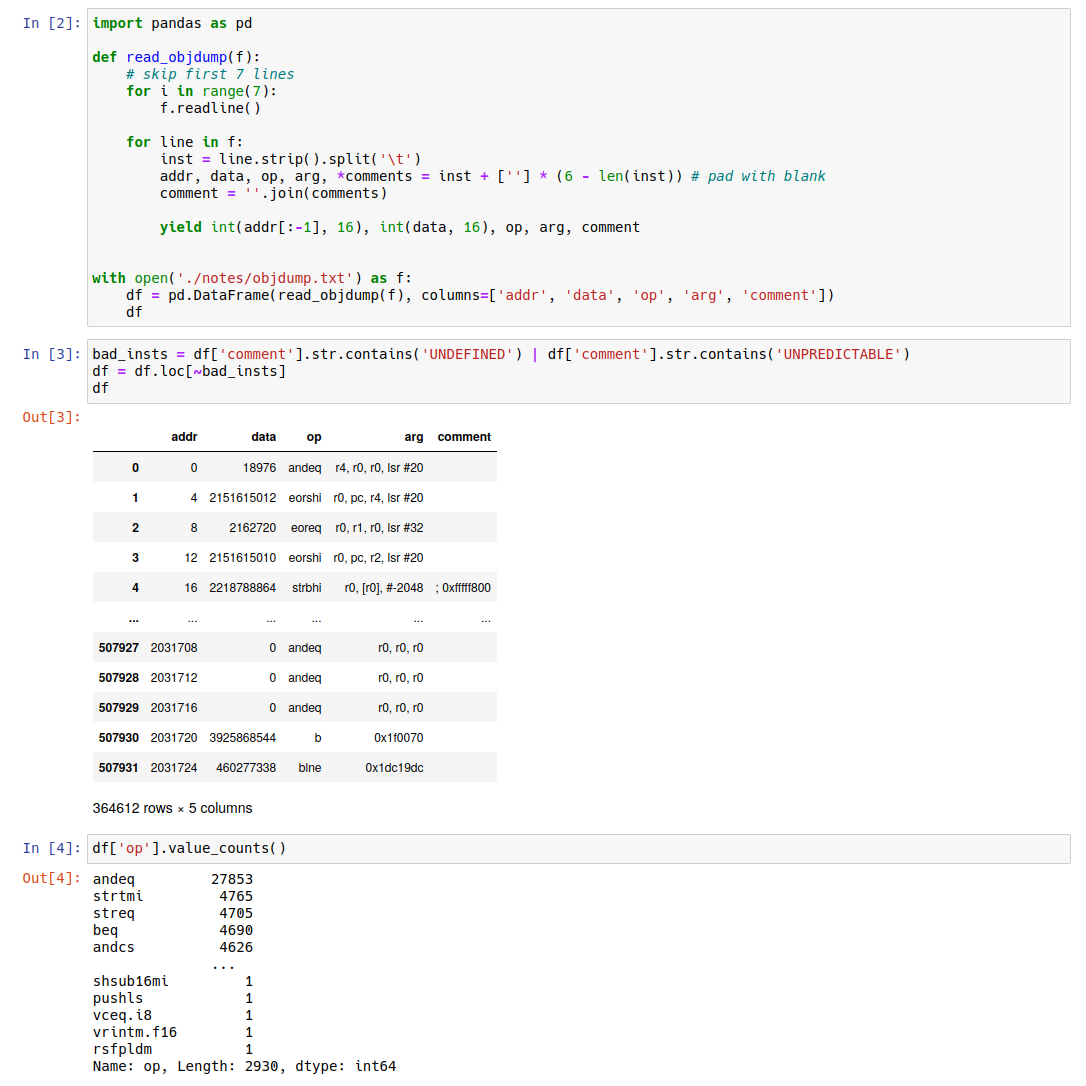 In [2]: import pandas as pd
def read_objdump(f):
# skip first 7 lines
for i in range(7):
f.readline()
for line in f:
inst = line.strip().split('\t')
addr, data, op, arg, *comments = inst + [''] * (6 - len(inst)) # pad with blank
comment = ''.join(comments)
yield int(addr[:-1], 16), int(data, 16), op, arg, comment
with open('./notes/objdump.txt') as f:
df = pd.DataFrame(read_objdump(f), columns=['addr', 'data', 'op', 'arg', 'comment'])
df
In [3]: bad_insts = df['comment'].str.contains('UNDEFINED') | df['comment'].str.contains('UNPREDICTABLE')
df = df.loc[~bad_insts]
df
Out[3]:
addr data op arg comment
0 0 18976 andeq r4, r0, r0, lsr #20
1 4 2151615012 eorshi r0, pc, r4, lsr #20
2 8 2162720 eoreq r0, r1, r0, lsr #32
3 12 2151615010 eorshi r0, pc, r2, lsr #20
4 16 2218788864 strbhi r0, [r0], #-2048 ; 0xfffff800
... ... ... ... ... ...
507927 2031708 0 andeq r0, r0, r0
507928 2031712 0 andeq r0, r0, r0
507929 2031716 0 andeq r0, r0, r0
507930 2031720 3925868544 b 0x1f0070
507931 2031724 460277338 blne 0x1dc19dc
364612 rows × 5 columns
In [4]: df['op'].value_counts()
Out[4]: andeq 27853
strtmi 4765
streq 4705
beq 4690
andcs 4626
...
shsub16mi 1
pushls 1
vceq.i8 1
vrintm.f16 1
rsfpldm 1
Name: op, Length: 2930, dtype: int64